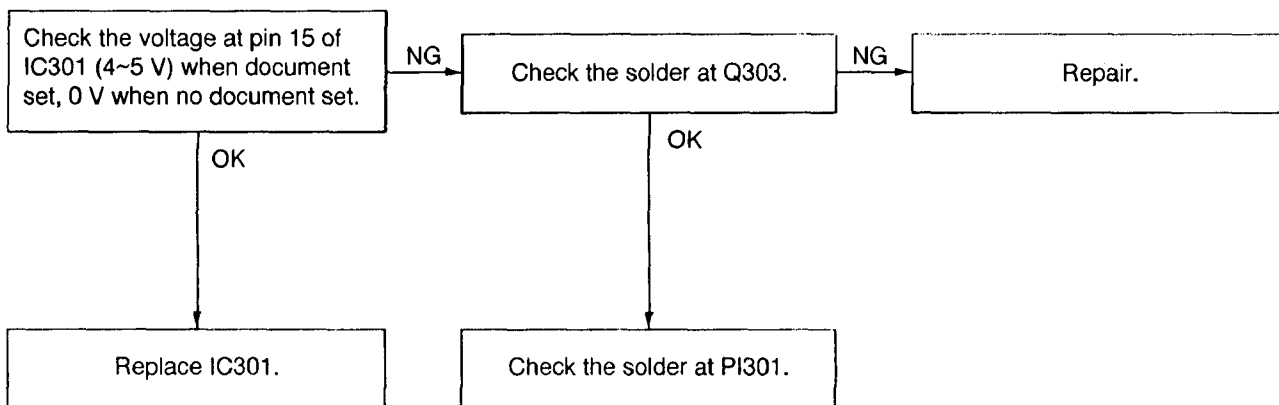 Check the voltage at pin 15 of
IC301 (4~5 V) when document
set, 0 V when no document set.
NG
Check the solder at Q303.
NG
Repair.
OK
OK
Replace IC301.
Check the solder at PI301.